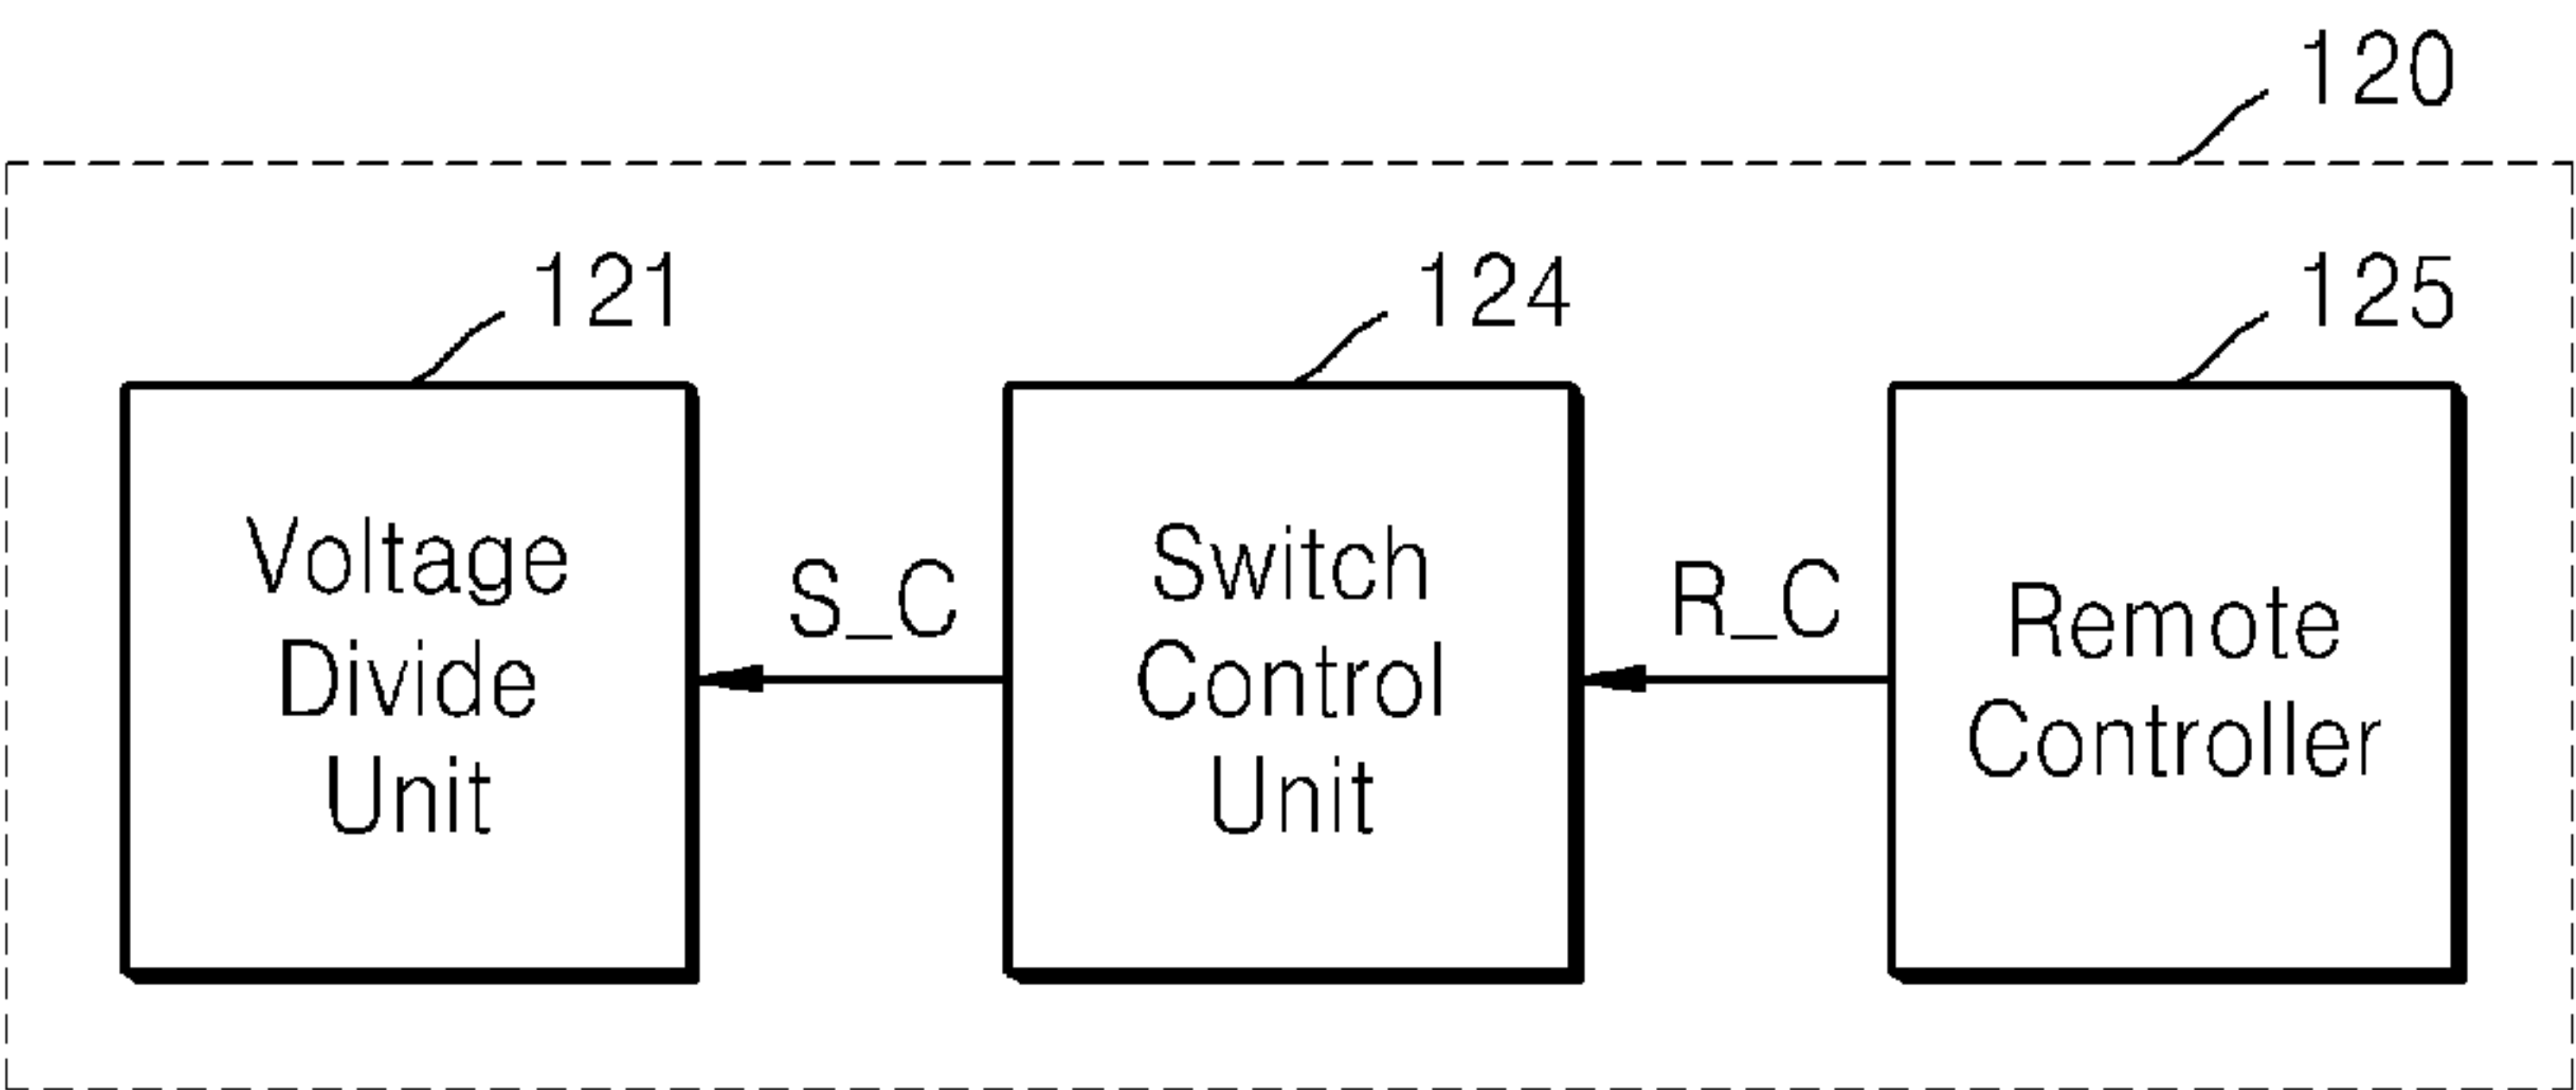 120
121
124
125
Voltage
Divide
Unit
S_C
Switch
Control
Unit
R_C
Remote
Controller